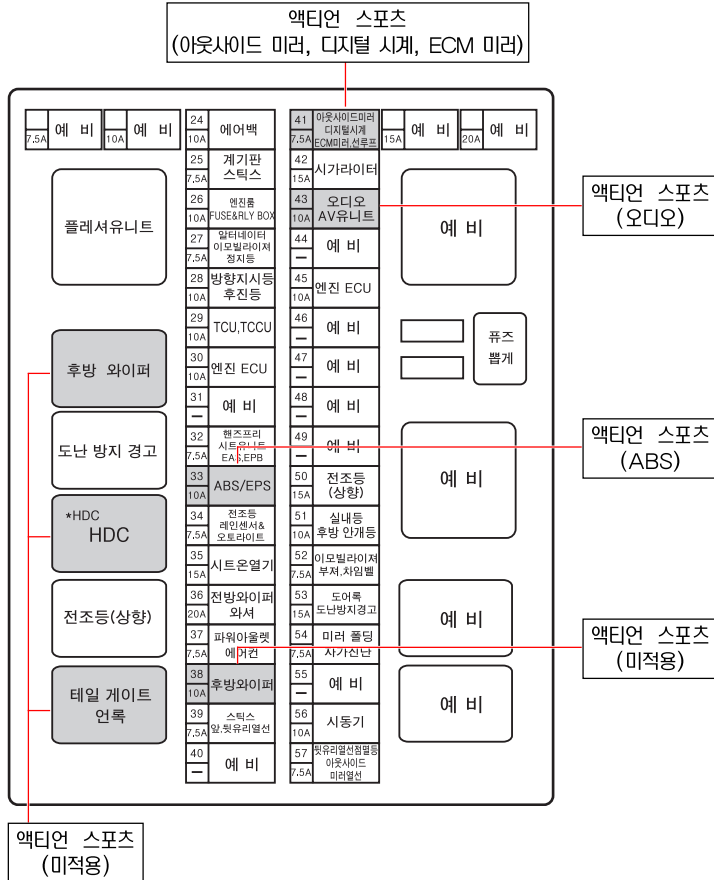 액티언 스포츠
(아웃사이드 미러, 디지털 시계, ECM 미러)
7.5A 예 비
10A 예 비
플레셔유니트
후방 와이퍼
도난 방지 경고
*HDC
HDC
전조등(상향)
테일 게이트
언록
24 10A 에어백
25 7.5A 계기판
스틱스
26 10A 엔진룸
FUSE&RLY BOX
27 7.5A 알터네이터
이모빌라이져
정지등
28 10A 방향지시등
후진등
29 10A TCU,TCCU
30 10A 엔진 ECU
31 – 예 비
32 7.5A 핸즈프리
시트유니트
EAS,EPB
33 10A ABS/EPS
34 7.5A 전조등
레인센서&
오토라이트
35 15A 시트온열기
36 20A 전방와이퍼
와셔
37 7.5A 파워아울렛
에어컨
38 10A 후방와이퍼
39 7.5A 스틱스
앞.뒷유리열선
40 – 예 비
41 7.5A 아웃사이드미러
디지털시계
ECM미러,선루프
42 15A 시가라이터
43 10A 오디오
AV유니트
44 – 예 비
45 10A 엔진 ECU
46 – 예 비
47 – 예 비
48 – 예 비
49 – 예 비
50 15A 전조등
(상향)
51 10A 실내등
후방 안개등
52 7.5A 이모빌라이져
부져,차임벨
53 15A 도어록
도난방지경고
54 7.5A 미러 폴딩
자가진단
55 – 예 비
56 10A 시동기
57 7.5A 뒷유리열선점멸등
아웃사이드
미러열선
15A 예 비
20A 예 비
예 비
퓨즈
뽑게
예 비
예 비
예 비
액티언 스포츠
(오디오)
액티언 스포츠
(ABS)
액티언 스포츠
(미적용)
액티언 스포츠
(미적용)